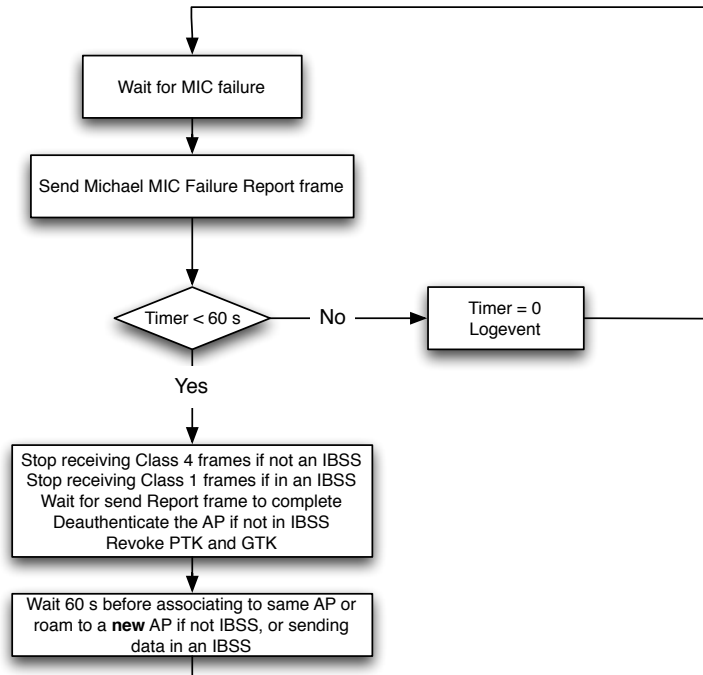 Wait for MIC failure
Send Michael MIC Failure Report frame
Timer < 60 s
No
Timer = 0
Logevent
Yes
Stop receiving Class 4 frames if not an IBSS
Stop receiving Class 1 frames if in an IBSS
Wait for send Report frame to complete
Deauthenticate the AP if not in IBSS
Revoke PTK and GTK
Wait 60 s before associating to same AP or
roam to a new AP if not IBSS, or sending
data in an IBSS